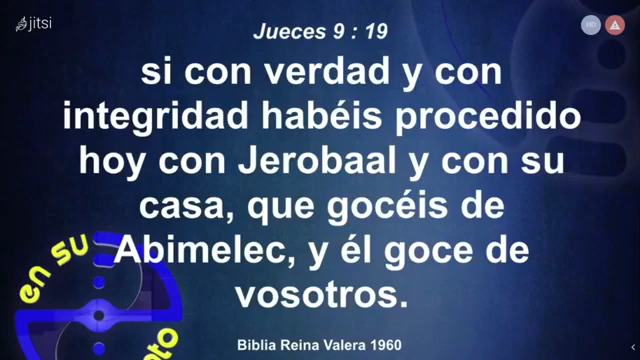 jitsi
Jueces 9 : 19
si con verdad y con
integridad habéis procedido
hoy con Jerobaal y con su
casa, que gocéis de
Abimelec, y él goce de
vosotros.
en su
Biblia Reina Valera 1960